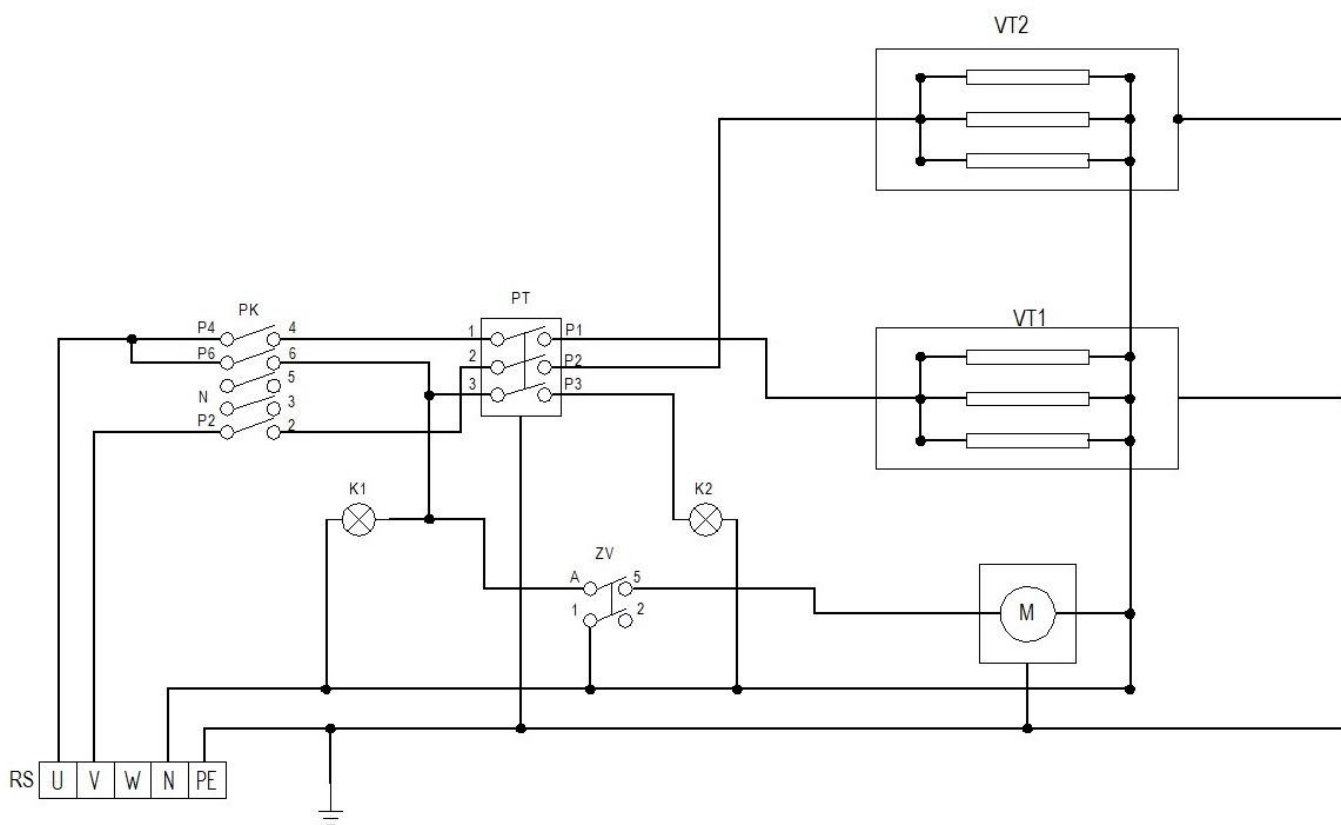 VT2
PK
PT
VT1
P4 4 1 P1
P6 6 2 P2
5
N 3 3 P3
P2 2
K1 K2
ZV
A 5
1 2
M
RS U V W N PE